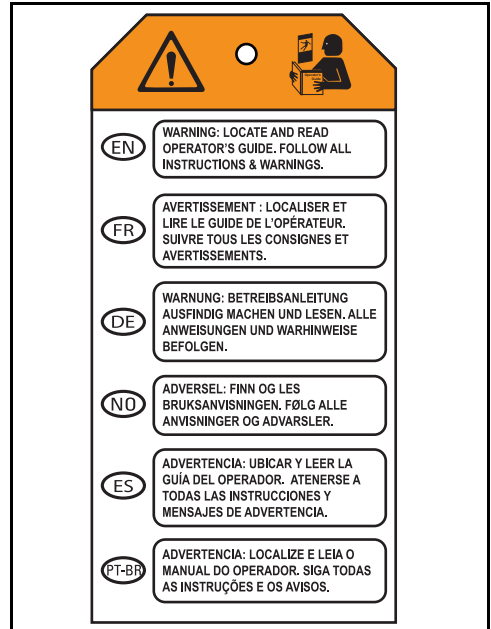 Operator's
Guide
EN
WARNING: LOCATE AND READ
OPERATOR'S GUIDE. FOLLOW ALL
INSTRUCTIONS & WARNINGS.
FR
AVERTISSEMENT : LOCALISER ET
LIRE LE GUIDE DE L'OPÉRATEUR.
SUIVRE TOUS LES CONSIGNES ET
AVERTISSEMENTS.
DE
WARNUNG: BETREIBSANLEITUNG
AUSFINDIG MACHEN UND LESEN. ALLE
ANWEISUNGEN UND WARHINWEISE
BEFOLGEN.
NO
ADVERSEL: FINN OG LES
BRUKSANVISNINGEN. FØLG ALLE
ANVISNINGER OG ADVARSLER.
ES
ADVERTENCIA: UBICAR Y LEER LA
GUÍA DEL OPERADOR. ATENERSE A
TODAS LAS INSTRUCCIONES Y
MENSAJES DE ADVERTENCIA.
PT-BR
ADVERTENCIA: LOCALIZE E LEIA O
MANUAL DO OPERADOR. SIGA TODAS
AS INSTRUÇÕES E OS AVISOS.